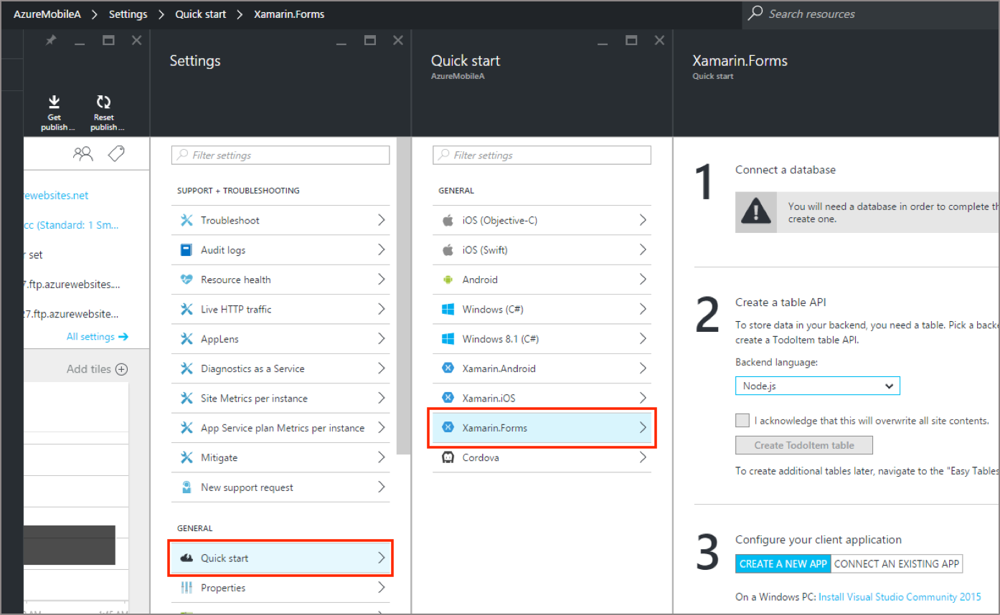 AzureMobileA > Settings > Quick start > Xamarin.Forms
Search resources
Get publish ...
Reset publish ...
ewebsites.net
cc (Standard: 1 Sm...
r set
7.ftp.azurewebsites....
27.ftp.azurewebsite...
All settings
Add tiles
Settings
Filter settings
SUPPORT + TROUBLESHOOTING
Troubleshoot
Audit logs
Resource health
Live HTTP traffic
AppLens
Diagnostics as a Service
Site Metrics per instance
App Service plan Metrics per instance
Mitigate
New support request
GENERAL
Quick start
Properties
Quick start
AzureMobileA
Filter settings
GENERAL
iOS (Objective-C)
iOS (Swift)
Android
Windows (C#)
Windows 8.1 (C#)
Xamarin.Android
Xamarin.iOS
Xamarin.Forms
Cordova
Xamarin.Forms
Quick start
1
Connect a database
You will need a database in order to complete th
create one.
2
Create a table API
To store data in your backend, you need a table. Pick a backe
create a TodoItem table API.
Backend language:
Node.js
I acknowledge that this will overwrite all site contents.
Create TodoItem table
To create additional tables later, navigate to the "Easy Tables
3
Configure your client application
CREATE A NEW APP CONNECT AN EXISTING APP
On a Windows PC: Install Visual Studio Community 2015